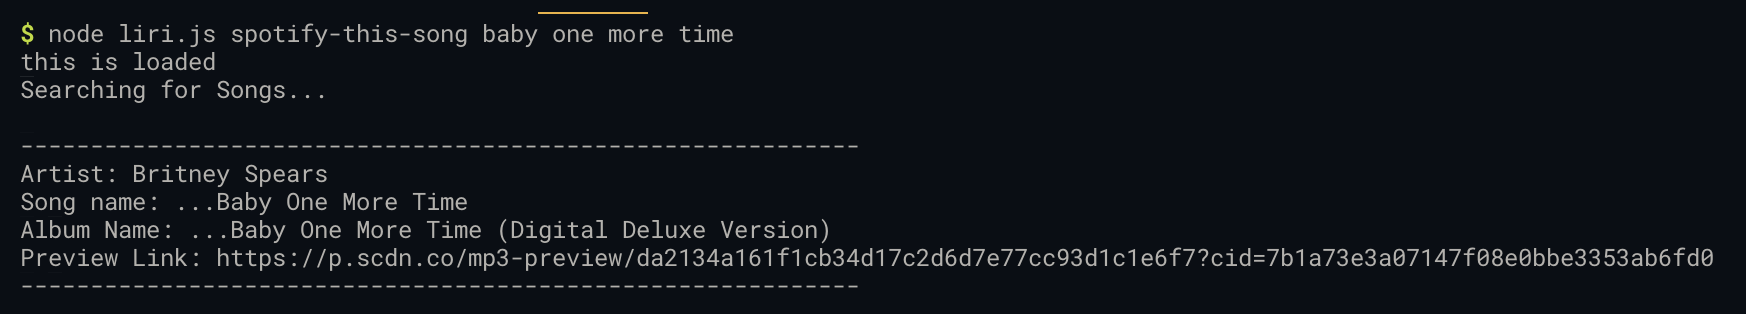 $ node liri.js spotify-this-song baby one more time
this is loaded
Searching for Songs...
------------------------------------------------------------
Artist: Britney Spears
Song name: ...Baby One More Time
Album Name: ...Baby One More Time (Digital Deluxe Version)
Preview Link: https://p.scdn.co/mp3-preview/da2134a161f1cb34d17c2d6d7e77cc93d1c1e6f7?cid=7b1a73e3a07147f08e0bbe3353ab6fd0
------------------------------------------------------------